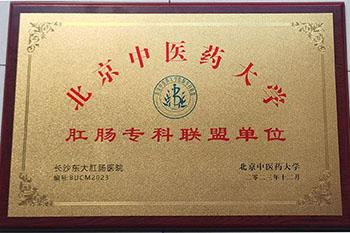 北京中医药大学
肛肠专科联盟单位
长沙东大肛肠医院
编号:BUCM2023
北京中医药大学
二〇二三年十二月